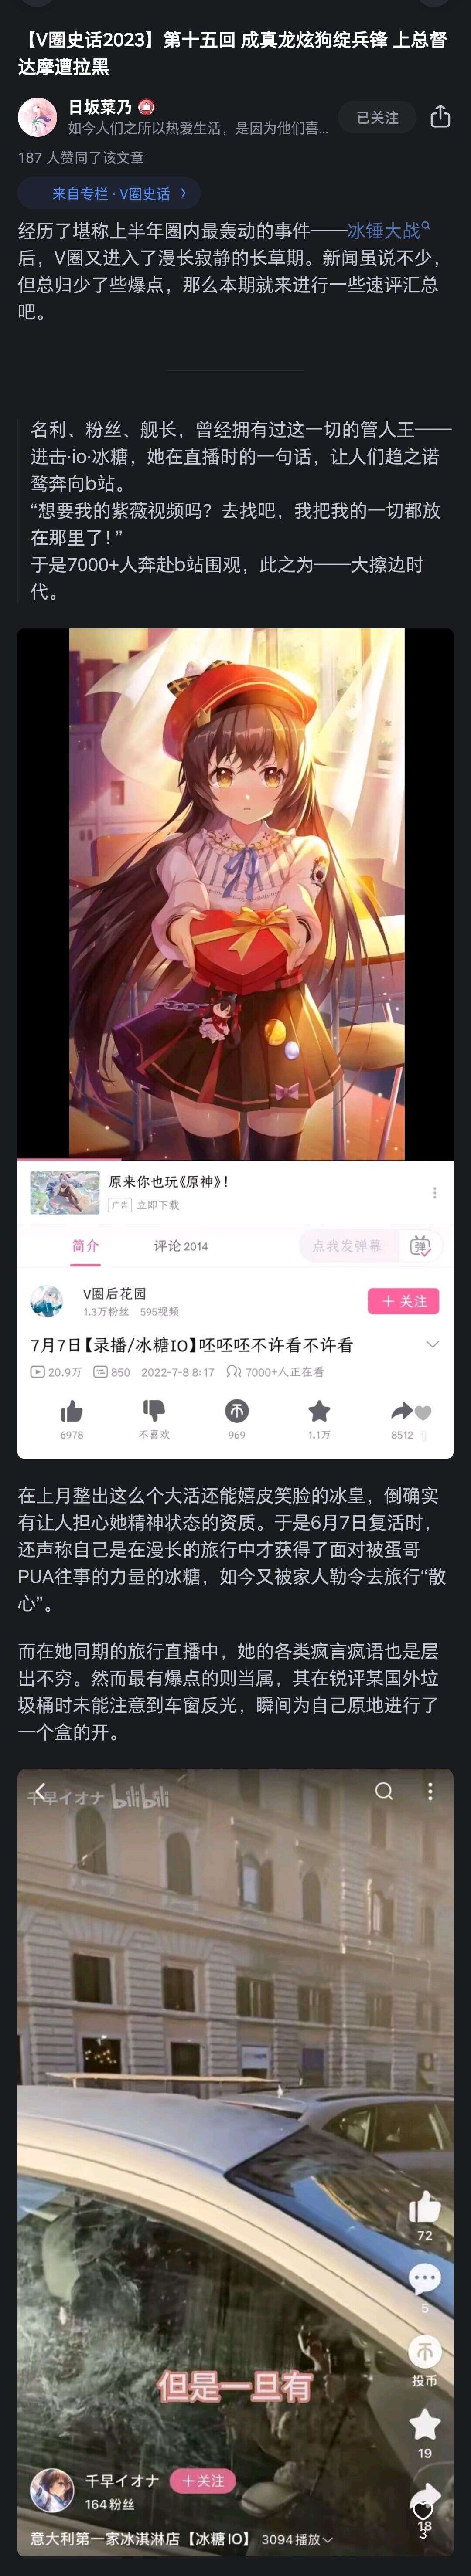 【V圈史话2023】第十五回 成真龙炫狗绽兵锋 上总督
达摩遭拉黑
日坂菜乃
如今人们之所以热爱生活，是因为他们喜...
已关注
187 人赞同了该文章
来自专栏 · V圈史话
经历了堪称上半年圈内最轰动的事件——冰锤大战
后，V圈又进入了漫长寂静的长草期。新闻虽说不少，
但总归少了些爆点，那么本期就来进行一些速评汇总
吧。
名利、粉丝、舰长，曾经拥有过这一切的管人王——
进击·io·冰糖，她在直播时的一句话，让人们趋之诺
鹜奔向b站。
“想要我的紫薇视频吗？去找吧，我把我的一切都放
在那里了！”
于是7000+人奔赴b站围观，此之为——大擦边时
代。
原来你也玩《原神》！
广告 立即下载
简介
评论 2014
点我发弹幕
弹
V圈后花园
1.3万粉丝 595视频
＋ 关注
7月7日【录播/冰糖IO】呸呸呸不许看不许看
20.9万 850 2022-7-8 8:17 7000+人正在看
6978 不喜欢 969 1.1万 8512
在上月整出这么个大活还能嬉皮笑脸的冰皇，倒确实
有让人担心她精神状态的资质。于是6月7日复活时，
还声称自己是在漫长的旅行中才获得了面对被蛋哥
PUA往事的力量的冰糖，如今又被家人勒令去旅行“散
心”。
而在她同期的旅行直播中，她的各类疯言疯语也是层
出不穷。然而最有爆点的则当属，其在锐评某国外垃
圾桶时未能注意到车窗反光，瞬间为自己原地进行了
一个盒的开。
千早イオナ bilibili
72
5
投币
19
18
3
但是一旦有
千早イオナ
＋关注
164粉丝
意大利第一家冰淇淋店【冰糖IO】 3094播放